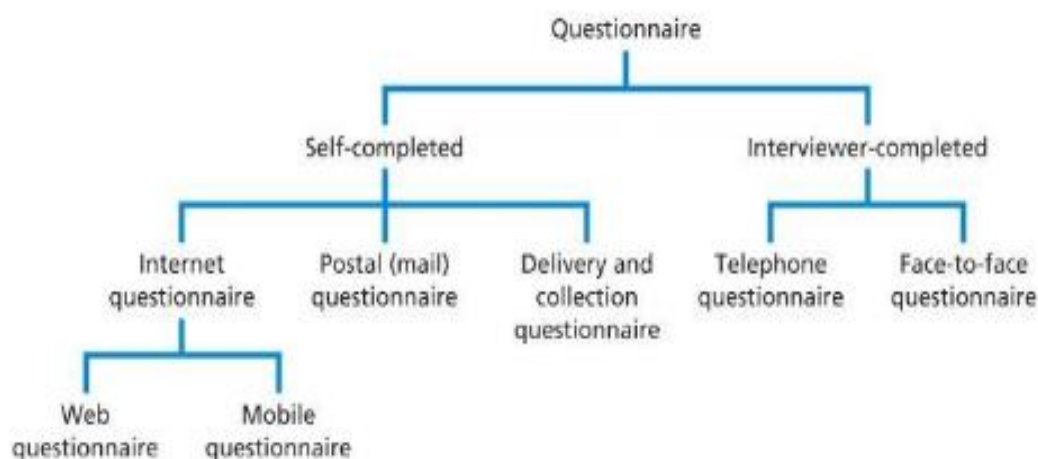 Questionnaire
Self-completed
Interviewer-completed
Internet
questionnaire
Postal (mail)
questionnaire
Delivery and
collection
questionnaire
Telephone
questionnaire
Face-to-face
questionnaire
Web
questionnaire
Mobile
questionnaire